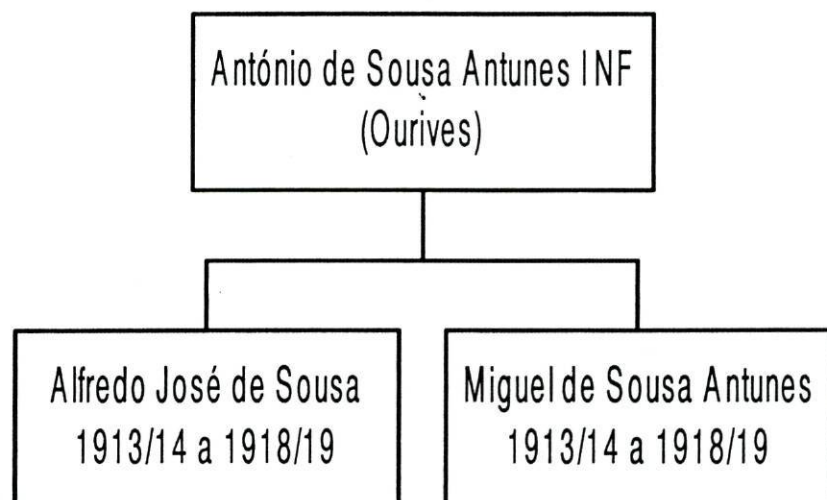 António de Sousa Antunes INF
(Ourives)
Alfredo José de Sousa
1913/14 a 1918/19
Miguel de Sousa Antunes
1913/14 a 1918/19